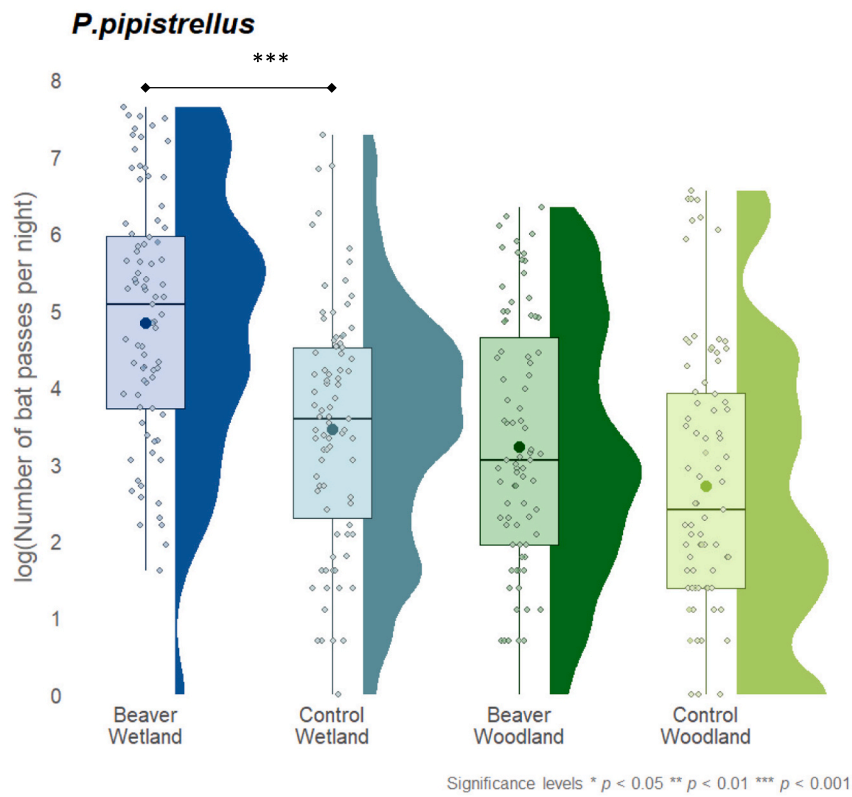 P.pipistrellus
***
8
7
6
5
4
3
2
1
0
log(Number of bat passes per night)
Beaver
Wetland
Control
Wetland
Beaver
Woodland
Control
Woodland
Significance levels * p < 0.05 ** p < 0.01 *** p < 0.001